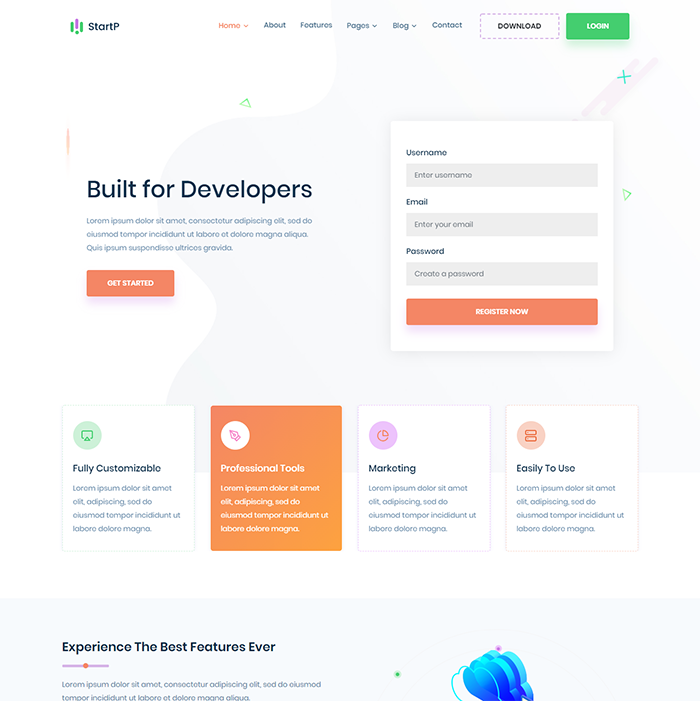 StartP
Home
About
Features
Pages
Blog
Contact
DOWNLOAD
LOGIN
Built for Developers
Lorem ipsum dolor sit amet, consectetur adipiscing elit, sed do
eiusmod tempor incididunt ut labore et dolore magna aliqua.
Quis ipsum suspendisse ultrices gravida.
GET STARTED
Username
Enter username
Email
Enter your email
Password
Create a password
REGISTER NOW
Fully Customizable
Lorem ipsum dolor sit amet
elit, adipiscing, sed do
eiusmod tempor incididunt ut
labore dolore magna.
Professional Tools
Lorem ipsum dolor sit amet
elit, adipiscing, sed do
eiusmod tempor incididunt ut
labore dolore magna.
Marketing
Lorem ipsum dolor sit amet
elit, adipiscing, sed do
eiusmod tempor incididunt ut
labore dolore magna.
Easily To Use
Lorem ipsum dolor sit amet
elit, adipiscing, sed do
eiusmod tempor incididunt ut
labore dolore magna.
Experience The Best Features Ever
Lorem ipsum dolor sit amet, consectetur adipiscing elit, sed do eiusmod
tempor incididunt ut labore et dolore magna aliqua.